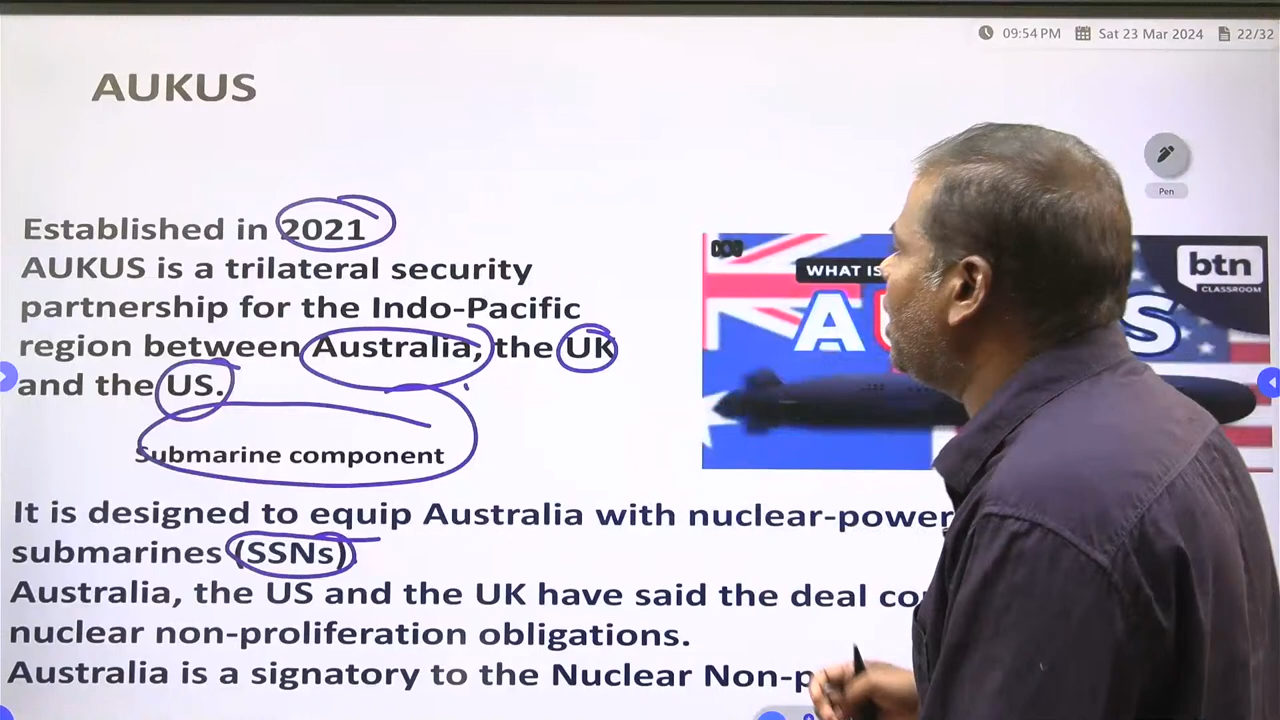 09:54 PM Sat 23 Mar 2024 22/32
AUKUS
Pen
Established in 2021
AUKUS is a trilateral security
partnership for the Indo-Pacific
region between Australia, the UK
and the US.
WHAT IS
btn
CLASSROOM
Submarine component
It is designed to equip Australia with nuclear-power
submarines (SSNs).
Australia, the US and the UK have said the deal
nuclear non-proliferation obligations.
Australia is a signatory to the Nuclear